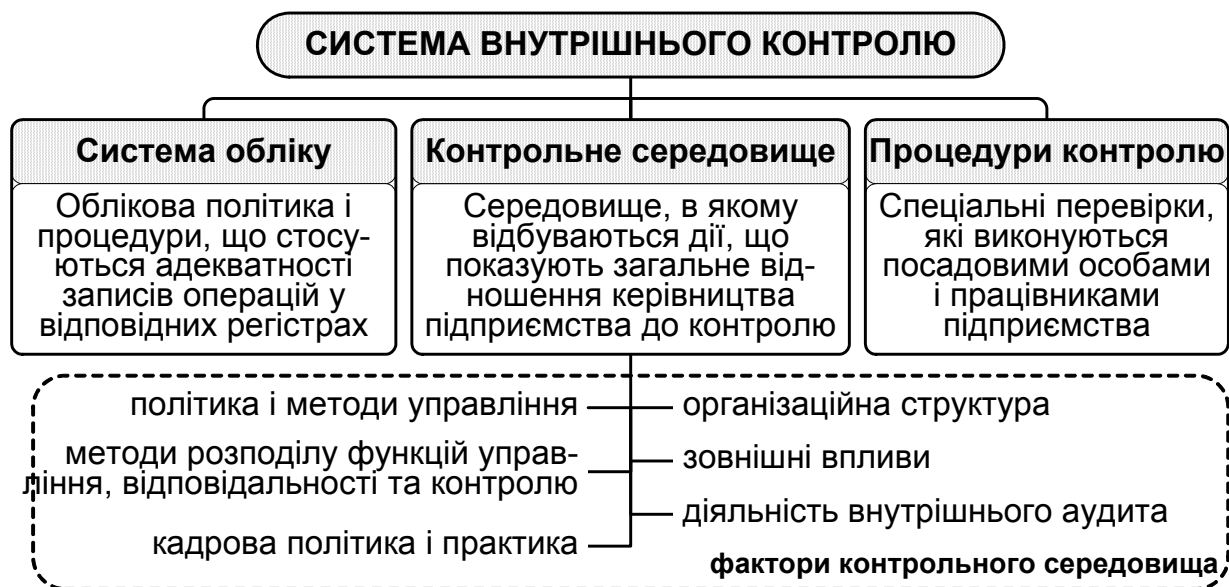 СИСТЕМА ВНУТРІШНЬОГО КОНТРОЛЮ
Система обліку
Облікова політика і
процедури, що стосу-
ються адекватності
записів операцій у
відповідних регістрах
Контрольне середовище
Середовище, в якому
відбуваються дії, що
показують загальне від-
ношення керівництва
підприємства до контролю
Процедури контролю
Спеціальні перевірки,
які виконуються
посадовими особами
і працівниками
підприємства
політика і методи управління
методи розподілу функцій управ-
ління, відповідальності та контролю
кадрова політика і практика
організаційна структура
зовнішні впливи
діяльність внутрішнього аудита
фактори контрольного середовища